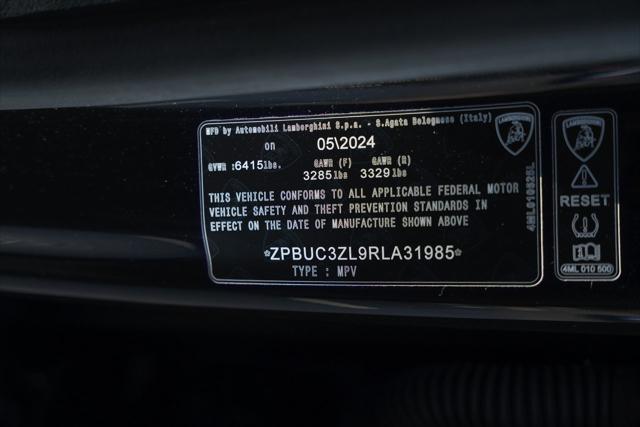 MFD by Automobili Lamborghini S.p.a. - S.Agata Bolognese (Italy)
on 05\2024
GVWR :6415lbs. GAWR (F) 3285lbs GAWR (R) 3329lbs
THIS VEHICLE CONFORMS TO ALL APPLICABLE FEDERAL MOTOR
VEHICLE SAFETY AND THEFT PREVENTION STANDARDS IN
EFFECT ON THE DATE OF MANUFACTURE SHOWN ABOVE
ZPBUC3ZL9RLA31985
TYPE : MPV
LAMBORGHINI
4ML010525L
LAMBORGHINI
RESET
4ML 010 500